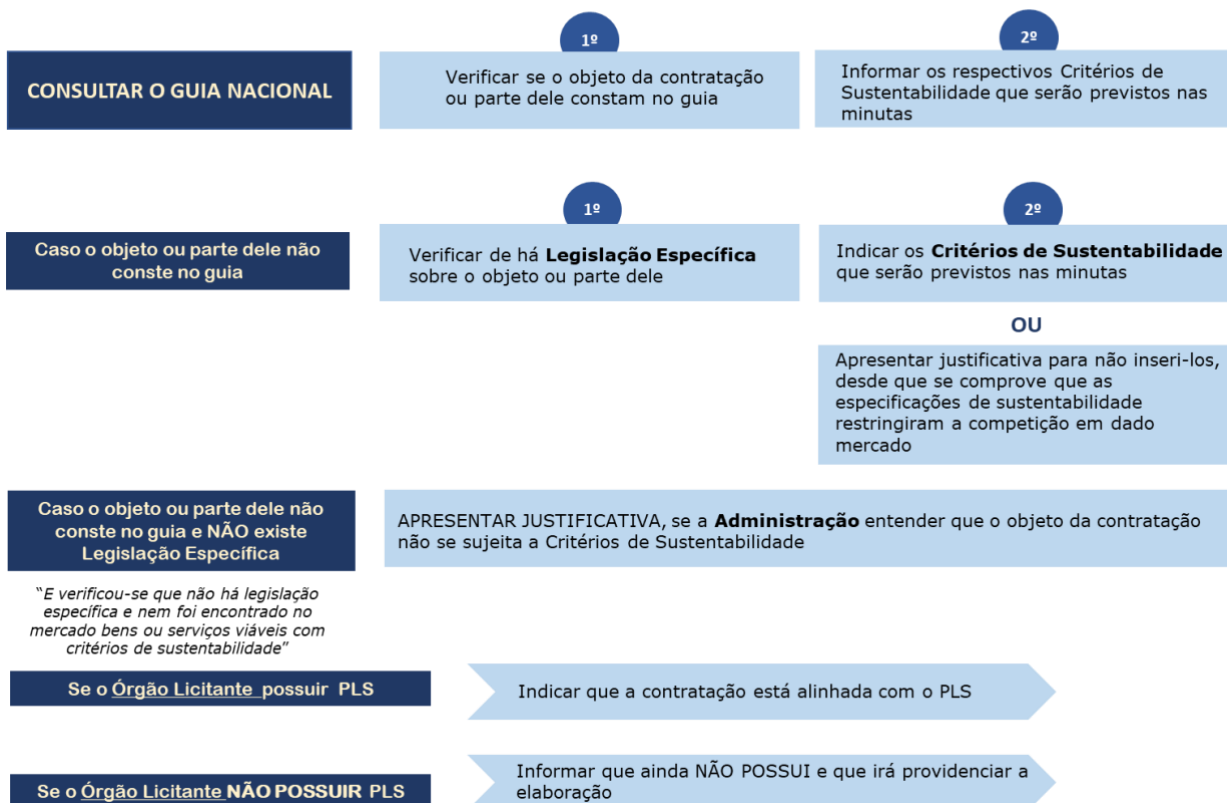 CONSULTAR O GUIA NACIONAL
1º
Verificar se o objeto da contratação
ou parte dele constam no guia
2º
Informar os respectivos Critérios de
Sustentabilidade que serão previstos nas
minutas
Caso o objeto ou parte dele não
conste no guia
1º
Verificar de há Legislação Específica
sobre o objeto ou parte dele
2º
Indicar os Critérios de Sustentabilidade
que serão previstos nas minutas
OU
Apresentar justificativa para não inseri-los,
desde que se comprove que as
especificações de sustentabilidade
restringiram a competição em dado
mercado
Caso o objeto ou parte dele não
conste no guia e NÃO existe
Legislação Específica
APRESENTAR JUSTIFICATIVA, se a Administração entender que o objeto da contratação
não se sujeita a Critérios de Sustentabilidade
"E verificou-se que não há legislação
específica e nem foi encontrado no
mercado bens ou serviços viáveis com
critérios de sustentabilidade"
Se o Órgão Licitante possuir PLS
Indicar que a contratação está alinhada com o PLS
Se o Órgão Licitante NÃO POSSUIR PLS
Informar que ainda NÃO POSSUI e que irá providenciar a
elaboração